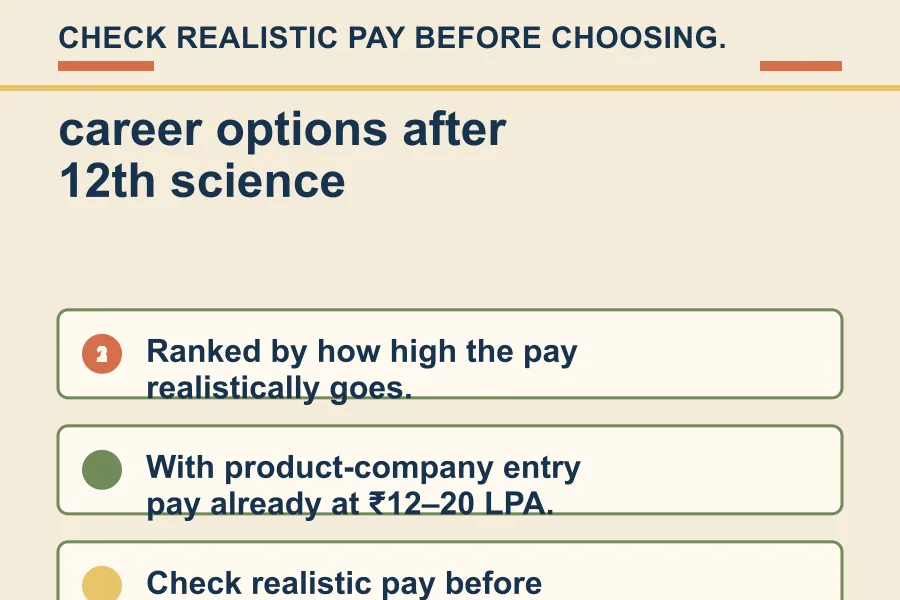 CHECK REALISTIC PAY BEFORE CHOOSING.
career options after
12th science
Ranked by how high the pay
realistically goes.
With product-company entry
pay already at ₹12–20 LPA.
Check realistic pay before